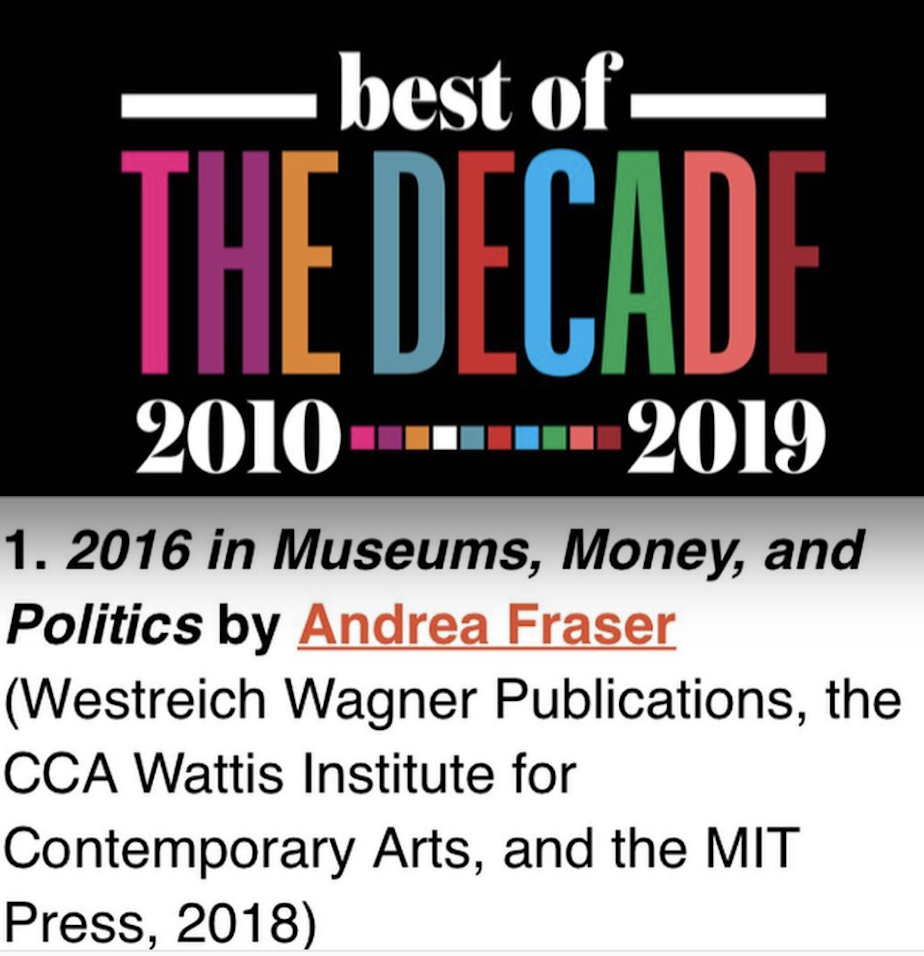 best of
THE DECADE
2010 2019
1. 2016 in Museums, Money, and
Politics by Andrea Fraser
(Westreich Wagner Publications, the
CCA Wattis Institute for
Contemporary Arts, and the MIT
Press, 2018)